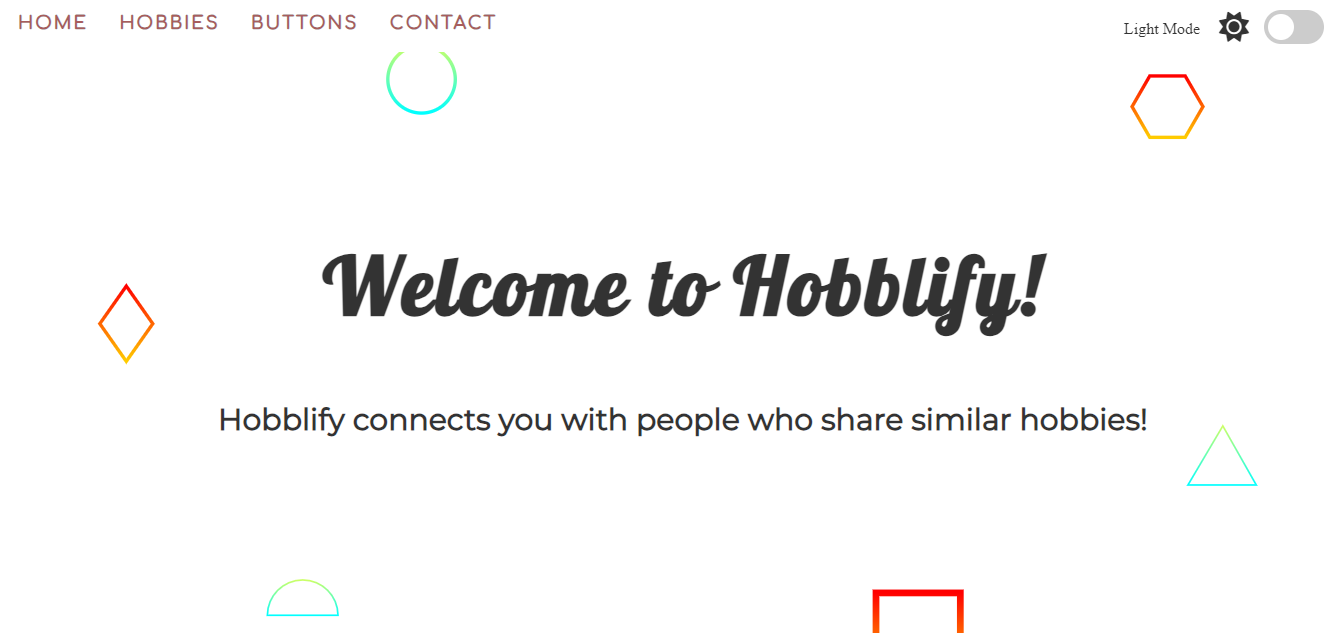 HOME HOBBIES BUTTONS CONTACT Light Mode
Welcome to Hobblify!
Hobblify connects you with people who share similar hobbies!